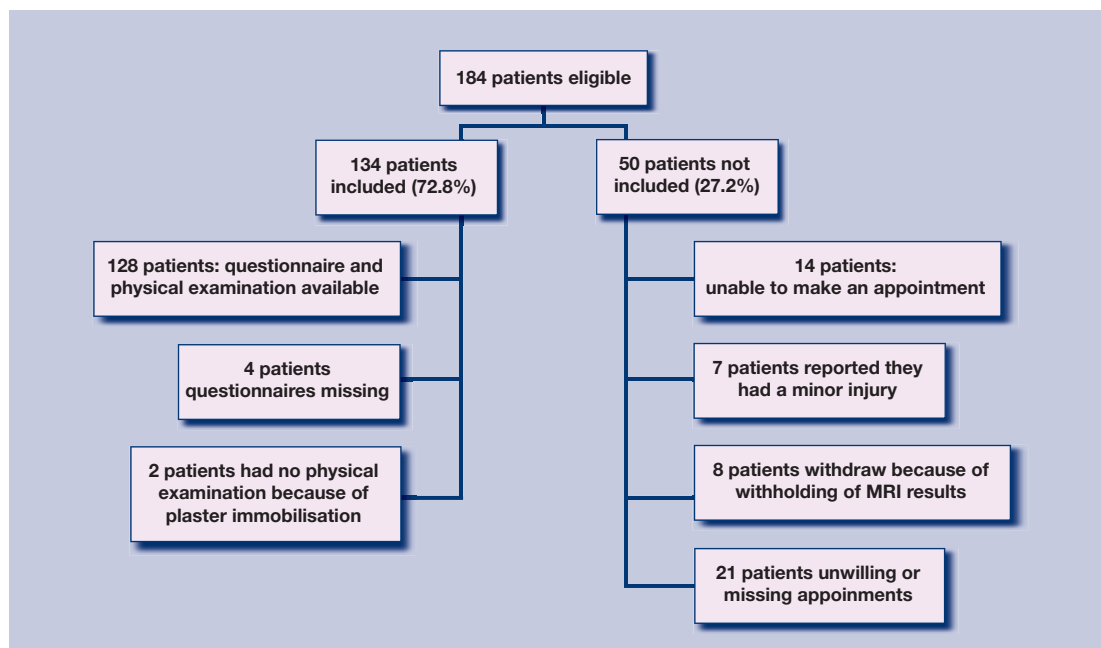 184 patients eligible
134 patients
included (72.8%)
50 patients not
included (27.2%)
128 patients: questionnaire and
physical examination available
4 patients
questionnaires missing
2 patients had no physical
examination because of
plaster immobilisation
14 patients:
unable to make an appointment
7 patients reported they
had a minor injury
8 patients withdraw because of
withholding of MRI results
21 patients unwilling or
missing appoinments